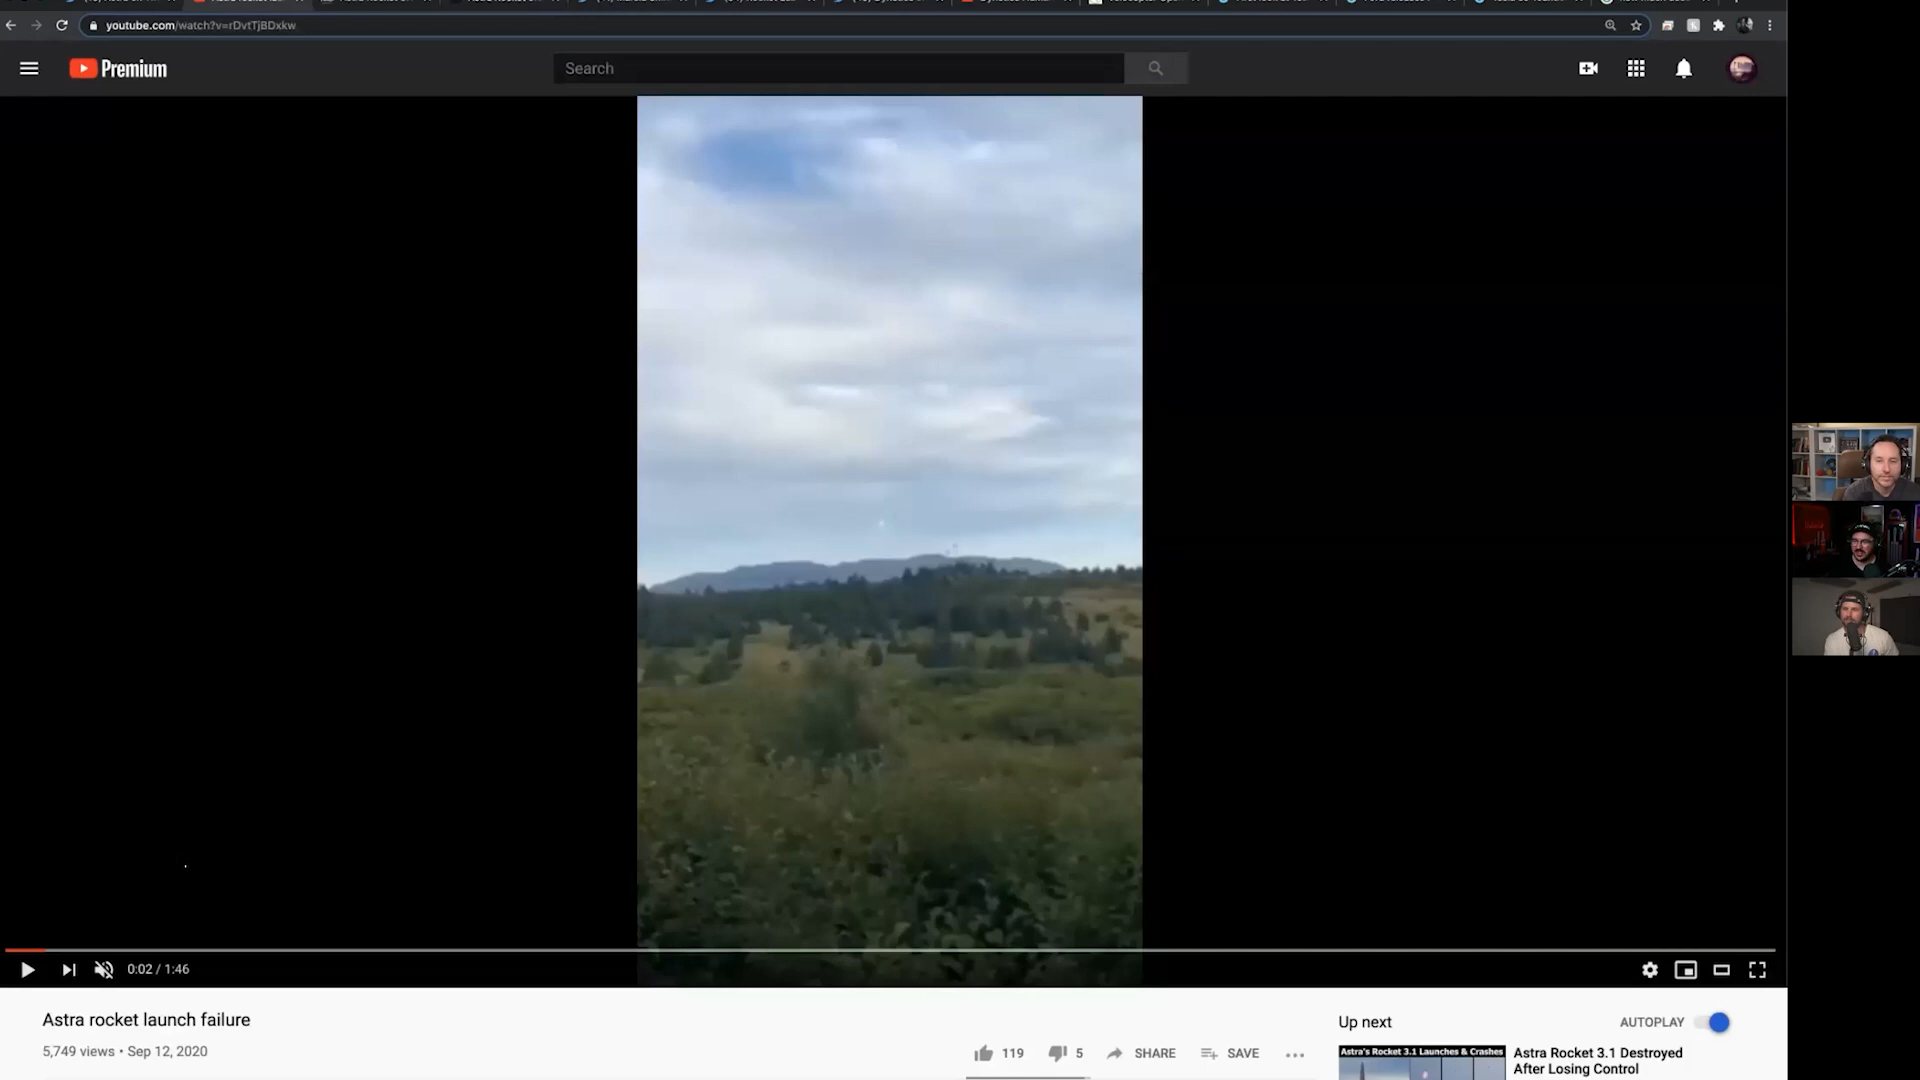 youtube.com/watch?v=rDvtTjBDxkw
Premium
Search
0:02 / 1:46
Astra rocket launch failure
5,749 views • Sep 12, 2020
119
5
SHARE
SAVE
Up next
AUTOPLAY
Astra's Rocket 3.1 Launches & Crashes
Astra Rocket 3.1 Destroyed
After Losing Control